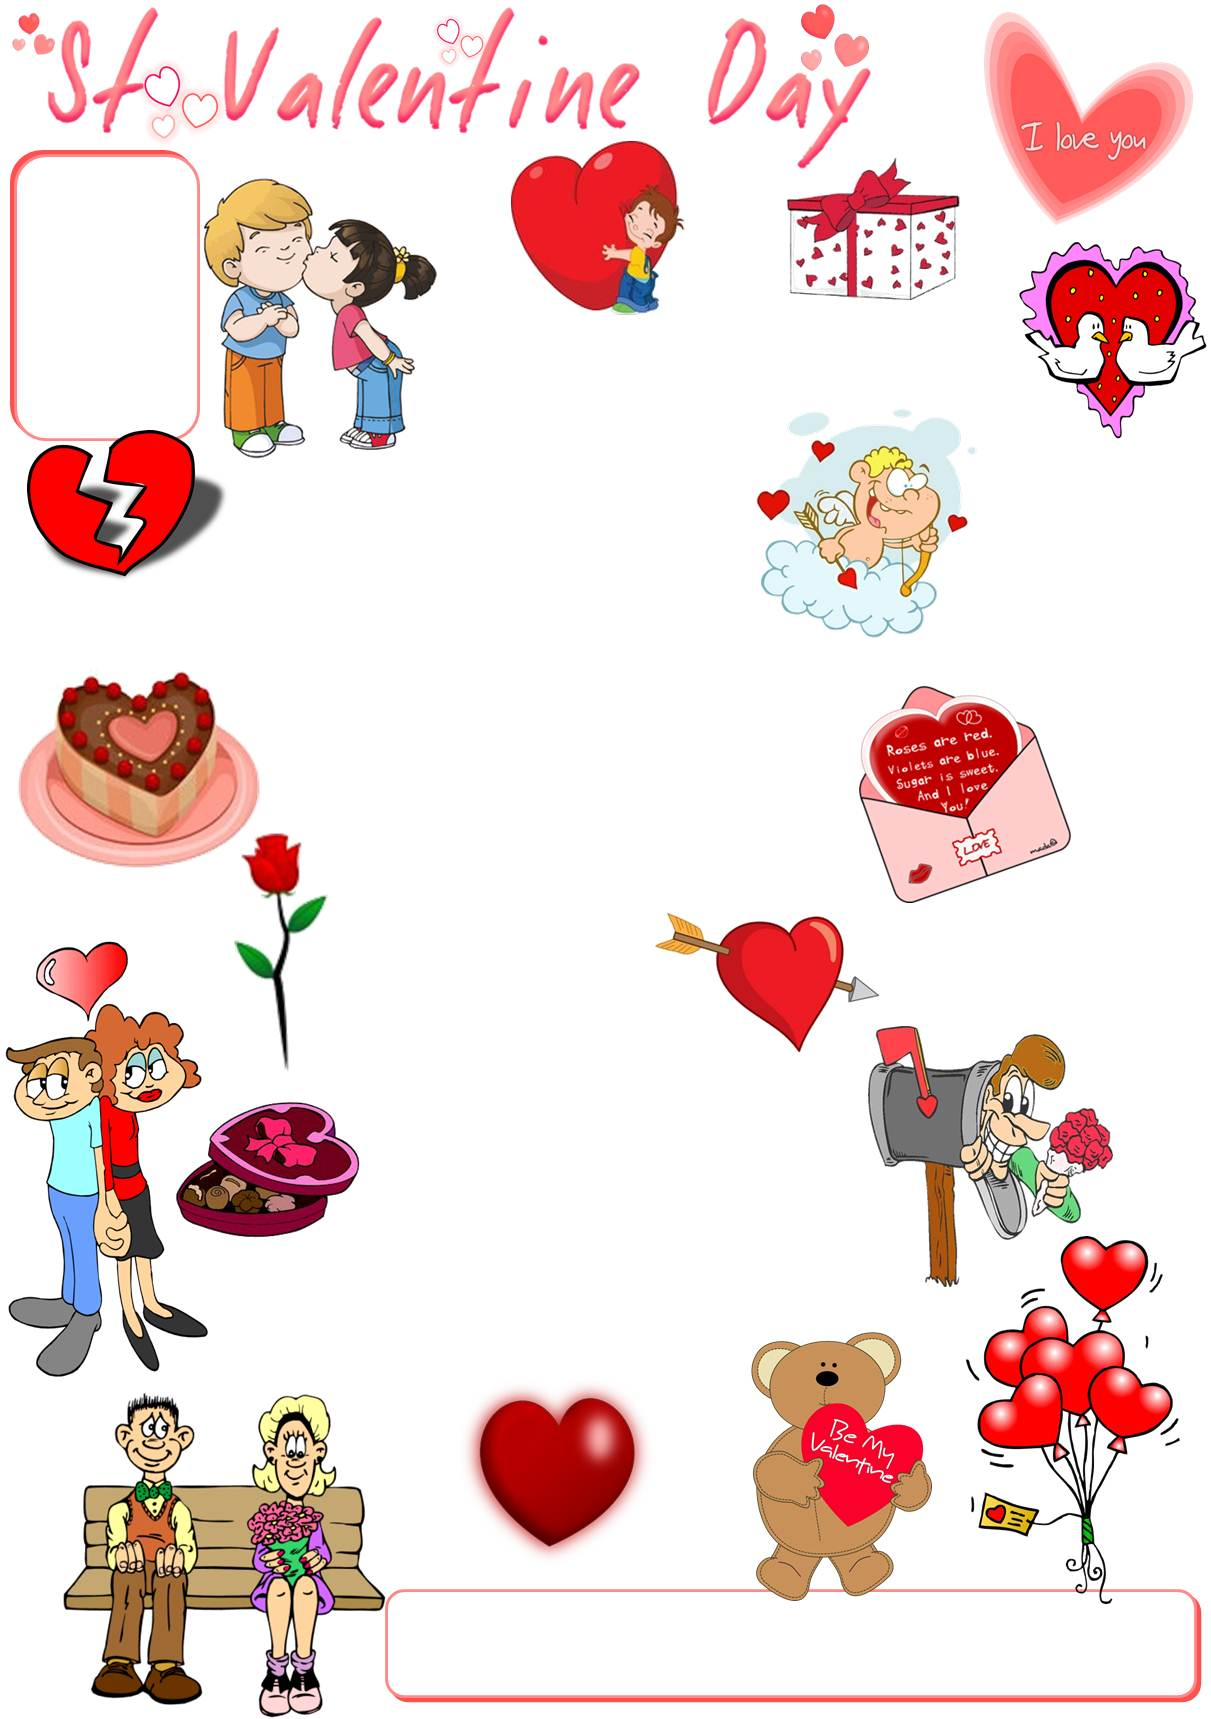 St Valentine Day
I love you
Roses are red.
Violets are blue.
Sugar is sweet.
And I love
You!
LOVE
Be My
Valentine